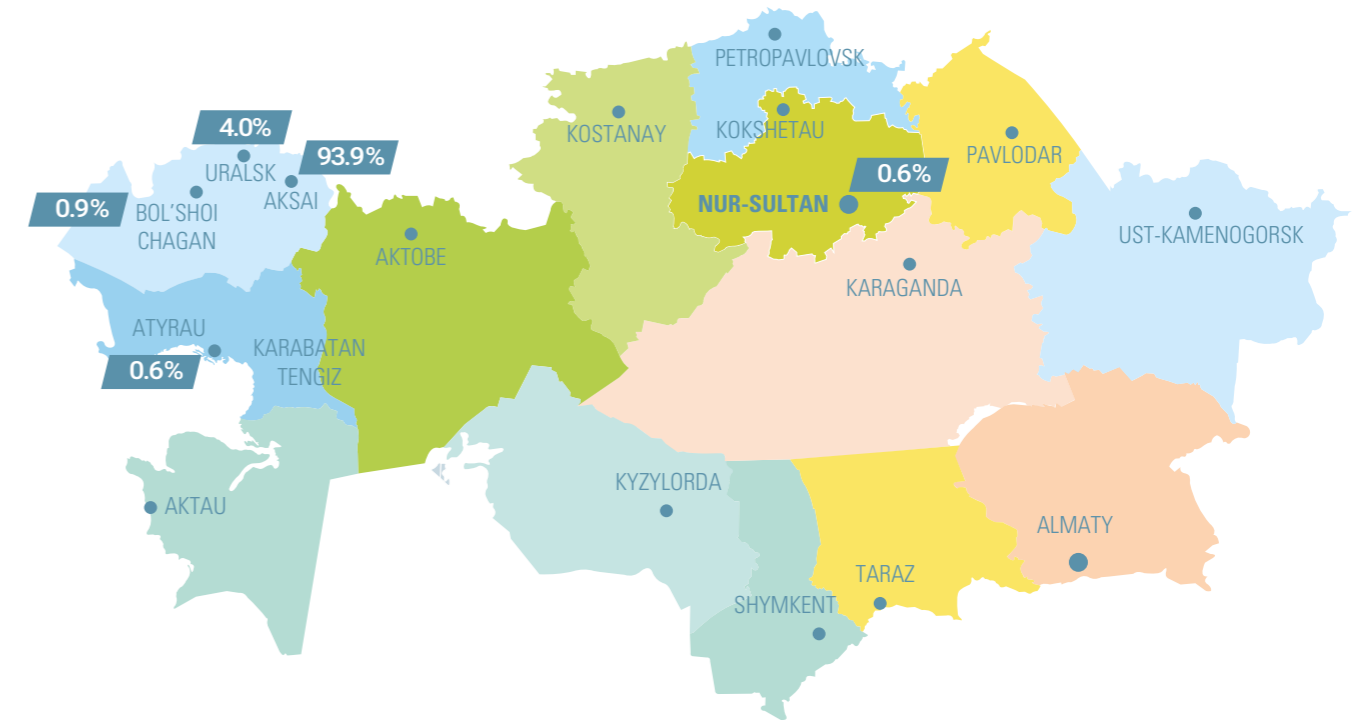 PETROPAVLOVSK
4.0%
KOSTANAY
KOKSHETAU
93.9%
PAVLODAR
URALSK
0.6%
AKSAI
0.9%
BOL'SHOI
CHAGAN
NUR-SULTAN
UST-KAMENOGORSK
AKTOBE
KARAGANDA
ATYRAU
KARABATAN
TENGIZ
0.6%
KYZYLORDA
AKTAU
ALMATY
TARAZ
SHYMKENT